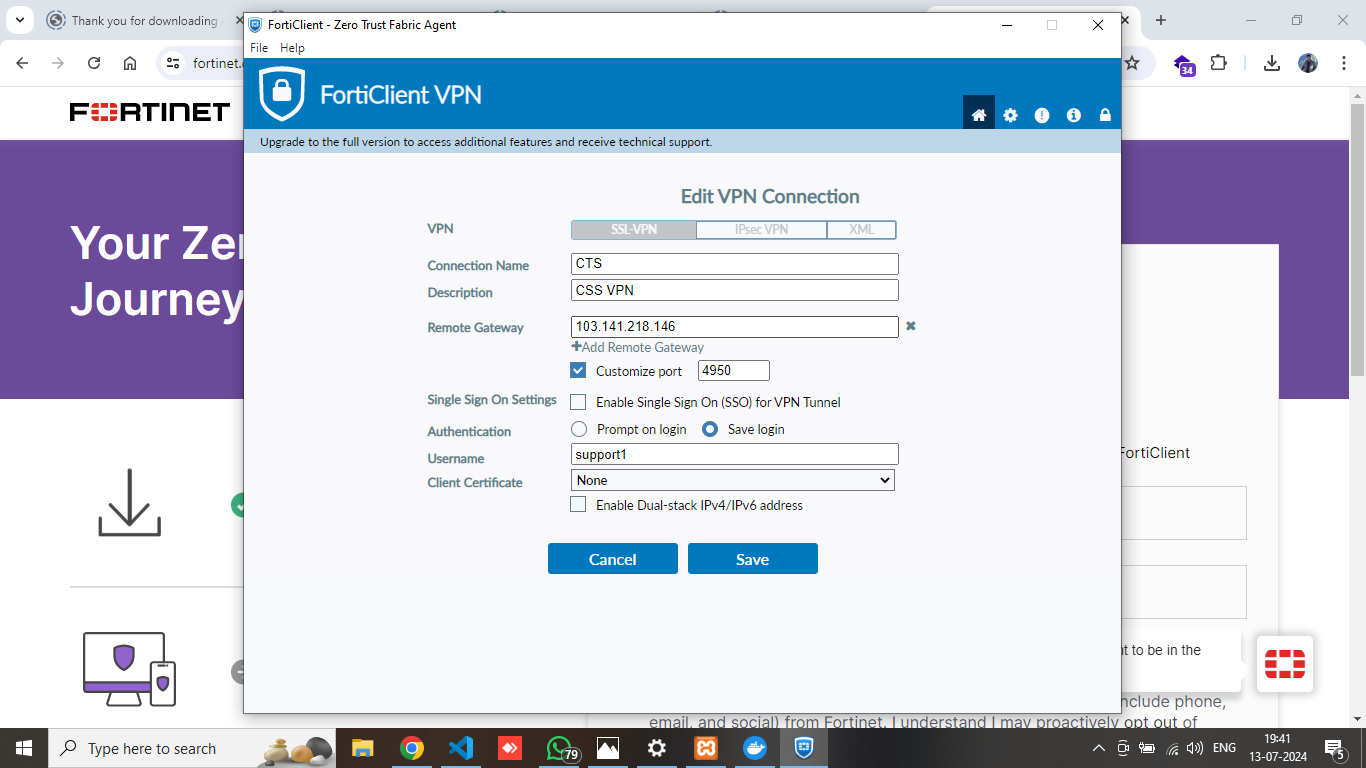 Thank you for downloading
FortiClient - Zero Trust Fabric Agent
File Help
fortinet.
34
FORTINET
FortiClient VPN
Upgrade to the full version to access additional features and receive technical support.
Your Ze
Journey
Edit VPN Connection
VPN SSL-VPN IPsec VPN XML
Connection Name CTS
Description CSS VPN
Remote Gateway 103.141.218.146
Add Remote Gateway
Customize port 4950
Single Sign On Settings Enable Single Sign On (SSO) for VPN Tunnel
Authentication Prompt on login Save login
Username support1
Client Certificate None
Enable Dual-stack IPv4/IPv6 address
Cancel Save
FortiClient
to be in the
nclude phone,
email, and social) from Fortinet. I understand I may proactively opt out of
Type here to search
79
ENG
19:41
13-07-2024
5